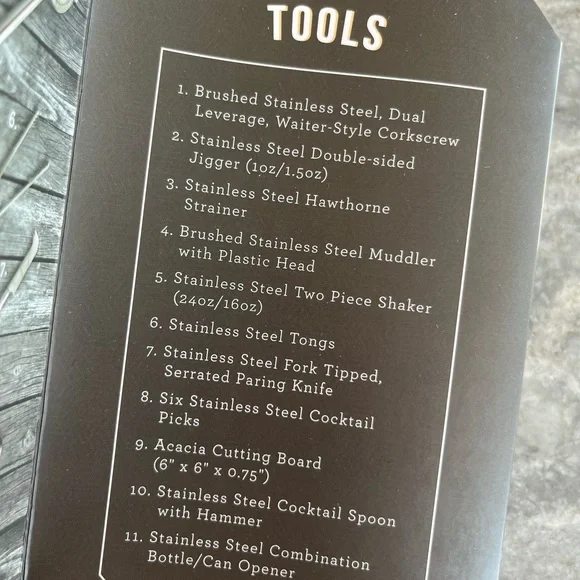 TOOLS
1. Brushed Stainless Steel, Dual
Leverage, Waiter-Style Corkscrew
2. Stainless Steel Double-sided
Jigger (1oz/1.5oz)
3. Stainless Steel Hawthorne
Strainer
4. Brushed Stainless Steel Muddler
with Plastic Head
5. Stainless Steel Two Piece Shaker
(24oz/16oz)
6. Stainless Steel Tongs
7. Stainless Steel Fork Tipped,
Serrated Paring Knife
8. Six Stainless Steel Cocktail
Picks
9. Acacia Cutting Board
(6" x 6" x 0.75")
10. Stainless Steel Cocktail Spoon
with Hammer
11. Stainless Steel Combination
Bottle/Can Opener
6.
7.